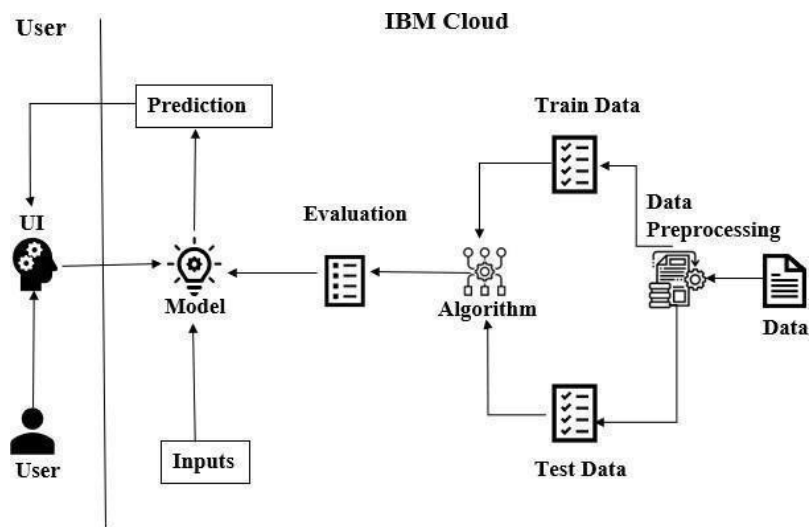 User
IBM Cloud
Prediction
Train Data
UI
Evaluation
Data
Preprocessing
Model
Algorithm
Data
User
Inputs
Test Data